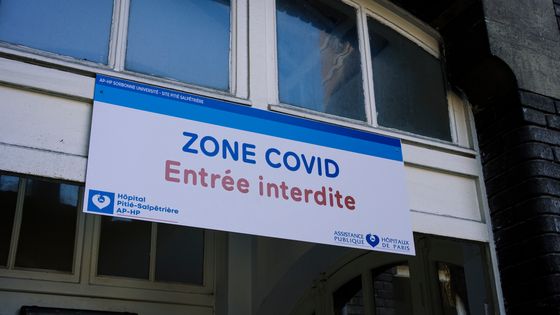 AP-HP SORBONNE UNIVERSITÉ - SITE PITIÉ SALPÊTRIÈRE
ZONE COVID
Entrée interdite
Hôpital
Pitié-Salpêtrière
AP-HP
ASSISTANCE PUBLIQUE
HÔPITAUX DE PARIS